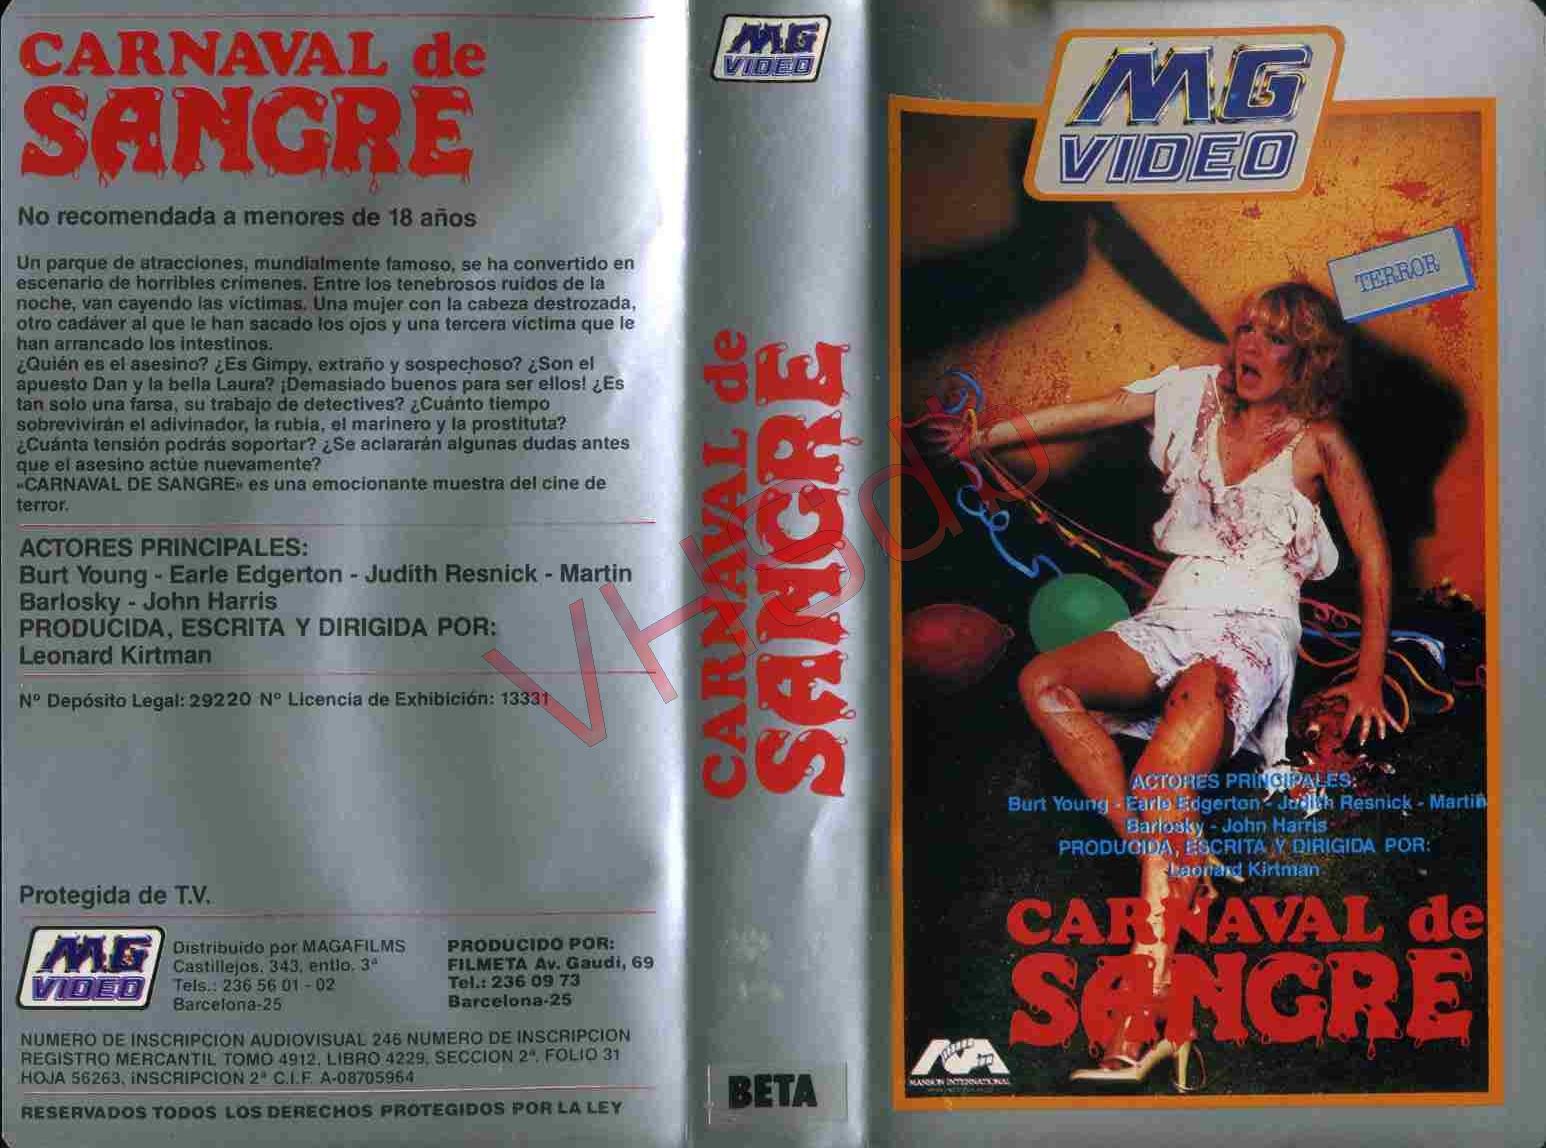 CARNAVAL de
SANGRE
No recomendada a menores de 18 años
Un parque de atracciones, mundialmente famoso, se ha convertido en
escenario de horribles crímenes. Entre los tenebrosos ruidos de la
noche, van cayendo las víctimas. Una mujer con la cabeza destrozada,
otro cadáver al que le han sacado los ojos y una tercera víctima que le
han arrancado los intestinos.
¿Quién es el asesino? ¿Es Gimpy, extraño y sospechoso? ¿Son el
apuesto Dan y la bella Laura? ¡Demasiado buenos para ser ellos! ¿Es
tan solo una farsa, su trabajo de detectives? ¿Cuánto tiempo
sobrevivirán el adivinador, la rubia, el marinero y la prostituta?
¿Cuánta tensión podrás soportar? ¿Se aclararán algunas dudas antes
que el asesino actúe nuevamente?
«CARNAVAL DE SANGRE» es una emocionante muestra del cine de
terror.
ACTORES PRINCIPALES:
Burt Young - Earle Edgerton - Judith Resnick - Martin
Barlosky - John Harris
PRODUCIDA, ESCRITA Y DIRIGIDA POR:
Leonard Kirtman
Nº Depósito Legal: 29220 Nº Licencia de Exhibición: 13331
Protegida de T.V.
MG
VIDEO
Distribuido por MAGAFILMS
Castillejos, 343, entlo. 3ª
Tels.: 236 56 01 - 02
Barcelona-25
PRODUCIDO POR:
FILMETA Av. Gaudi, 69
Tel.: 236 09 73
Barcelona-25
NUMERO DE INSCRIPCION AUDIOVISUAL 246 NUMERO DE INSCRIPCION
REGISTRO MERCANTIL TOMO 4912, LIBRO 4229, SECCION 2ª, FOLIO 31
HOJA 56263, INSCRIPCION 2ª C.I.F. A-08705964
RESERVADOS TODOS LOS DERECHOS PROTEGIDOS POR LA LEY
MG
VIDEO
CARNAVAL de
SANGRE
BETA
MG
VIDEO
TERROR
ACTORES PRINCIPALES:
Burt Young - Earle Edgerton - Judith Resnick - Martin
Barlosky - John Harris
PRODUCIDA, ESCRITA Y DIRIGIDA POR:
Leonard Kirtman
CARNAVAL de
SANGRE
MANSON INTERNATIONAL
VHSdb